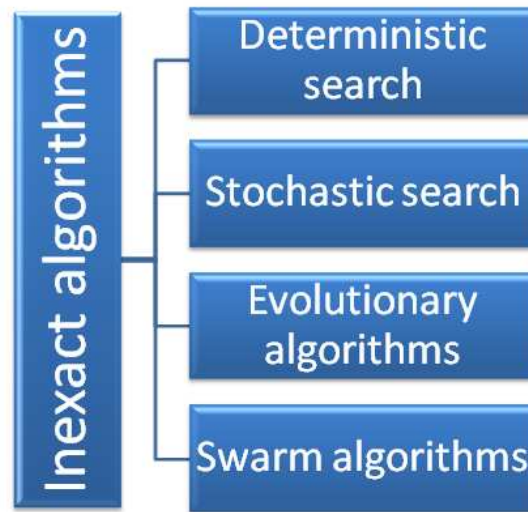 Inexact algorithms
Deterministic
search
Stochastic search
Evolutionary
algorithms
Swarm algorithms